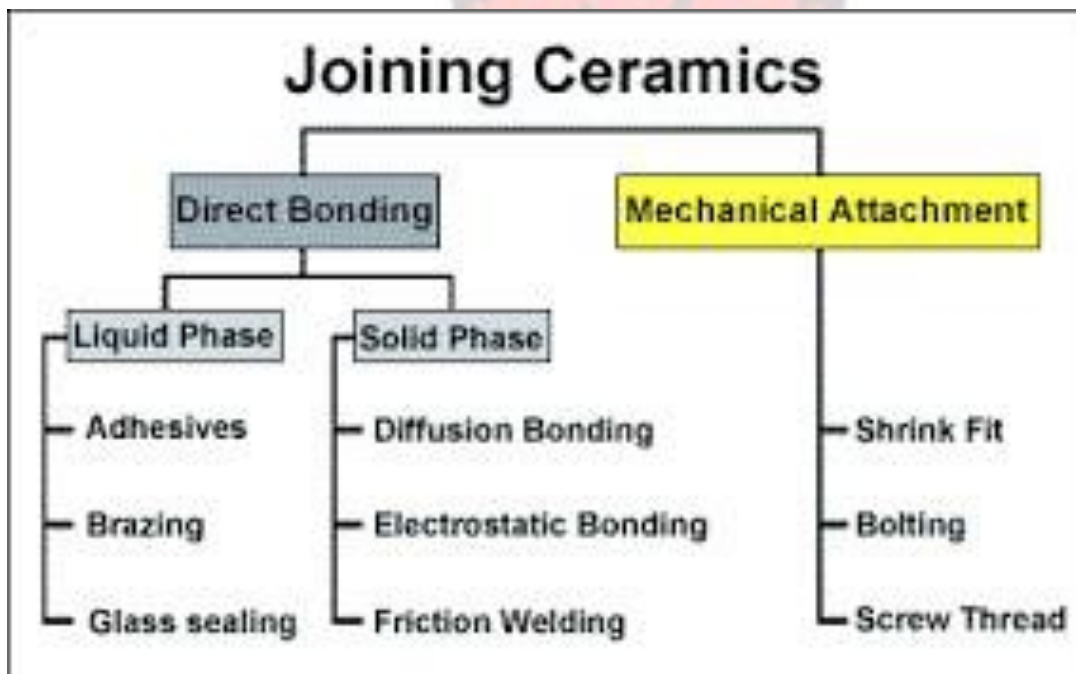 Joining Ceramics
Direct Bonding
Mechanical Attachment
Liquid Phase
Solid Phase
Adhesives
Diffusion Bonding
Shrink Fit
Brazing
Electrostatic Bonding
Bolting
Glass sealing
Friction Welding
Screw Thread